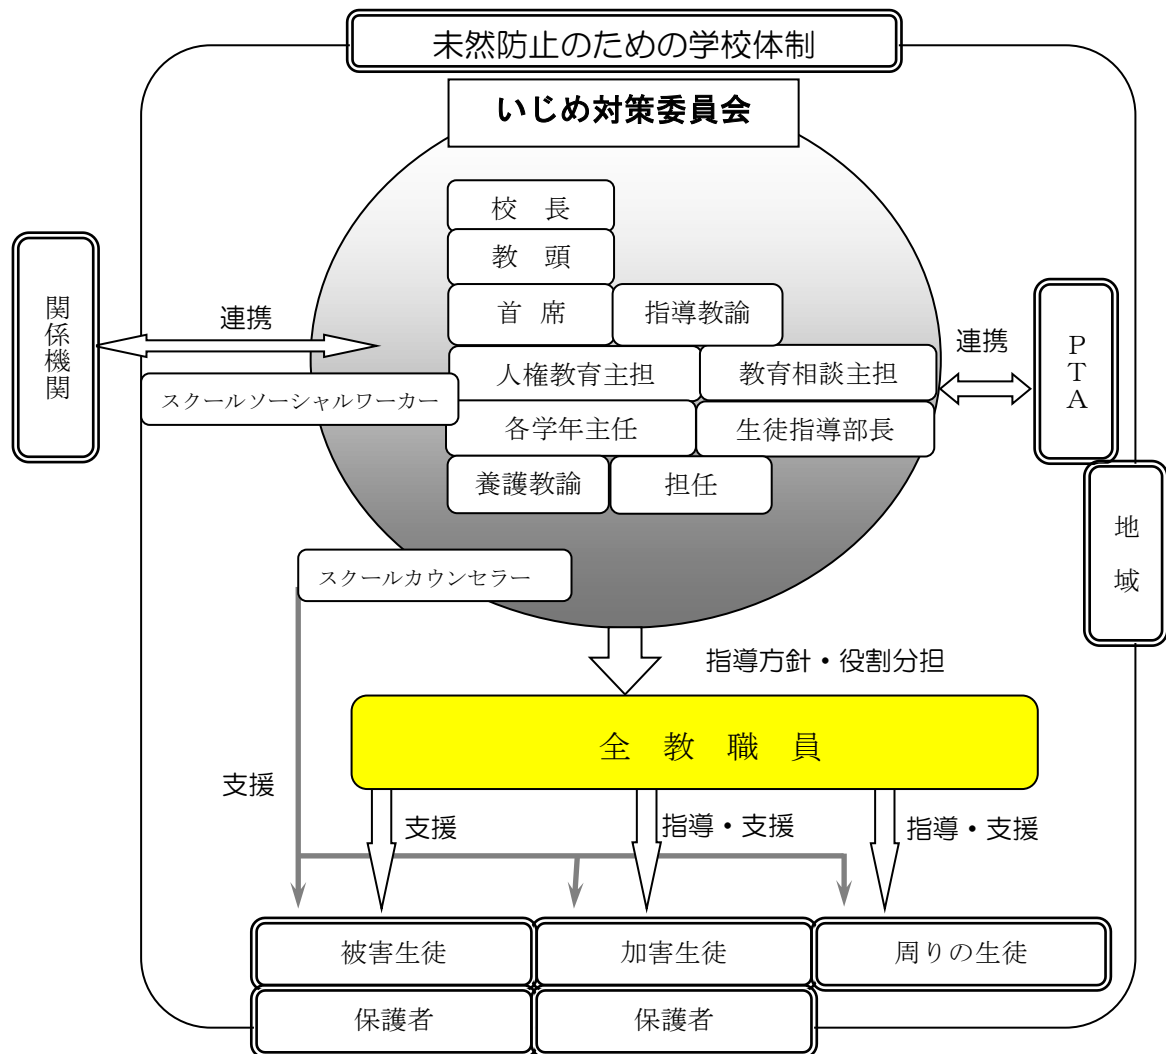 未然防止のための学校体制
いじめ対策委員会
校 長
教 頭
首 席
指導教諭
人権教育主担
教育相談主担
各学年主任
生徒指導部長
養護教諭
担任
関係機関
連携
スクールソーシャルワーカー
連携
PTA
地域
スクールカウンセラー
指導方針・役割分担
全 教 職 員
支援
支援
指導・支援
指導・支援
被害生徒
加害生徒
周りの生徒
保護者
保護者